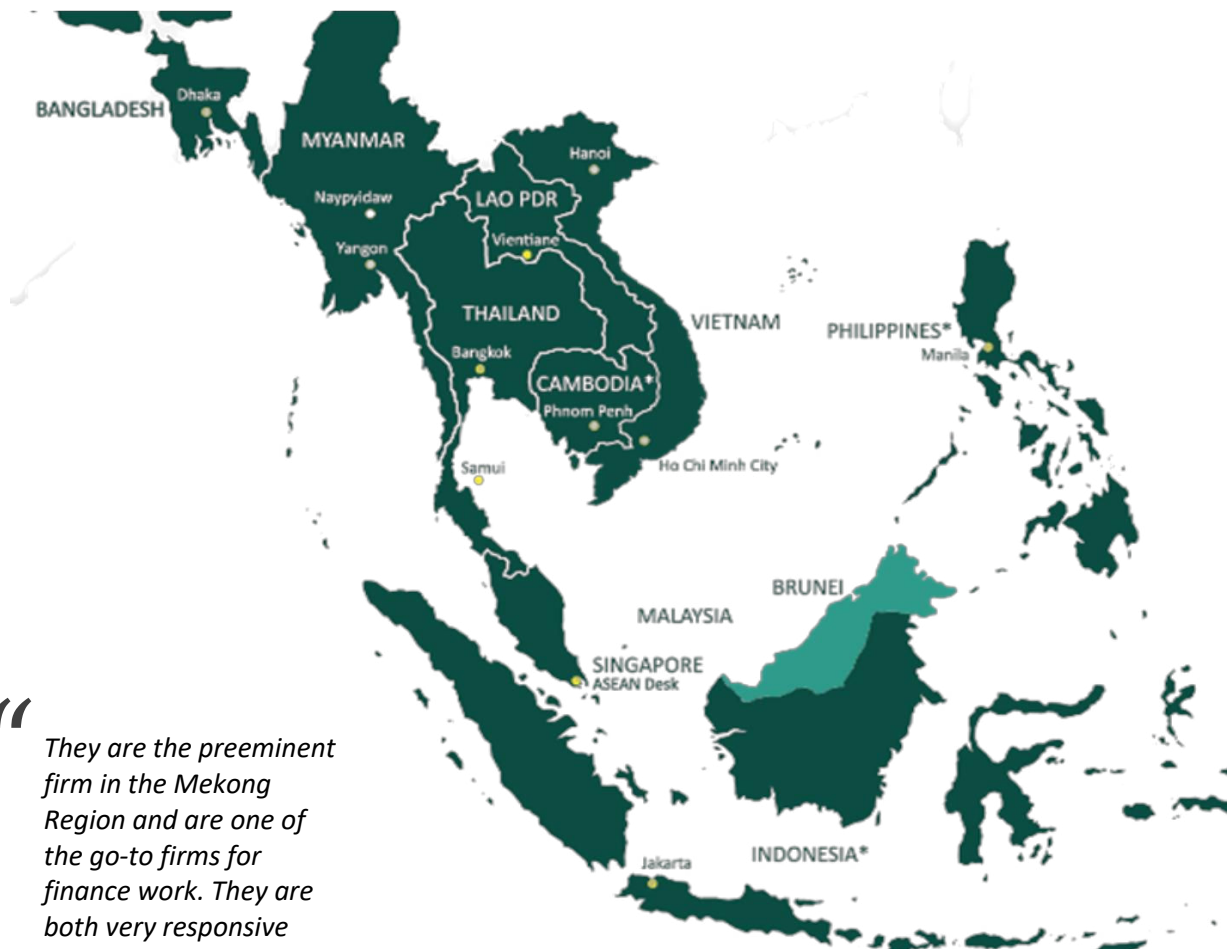 Dhaka
BANGLADESH
MYANMAR
Hanoi
Naypyidaw
LAO PDR
Vientiane
Yangon
THAILAND
VIETNAM
PHILIPPINES*
Manila
Bangkok
CAMBODIA*
Phnom Penh
Ho Chi Minh City
Samui
BRUNEI
MALAYSIA
SINGAPORE
ASEAN Desk
“
They are the preeminent
firm in the Mekong
Region and are one of
the go-to firms for
finance work. They are
both very responsive
INDONESIA*
Jakarta